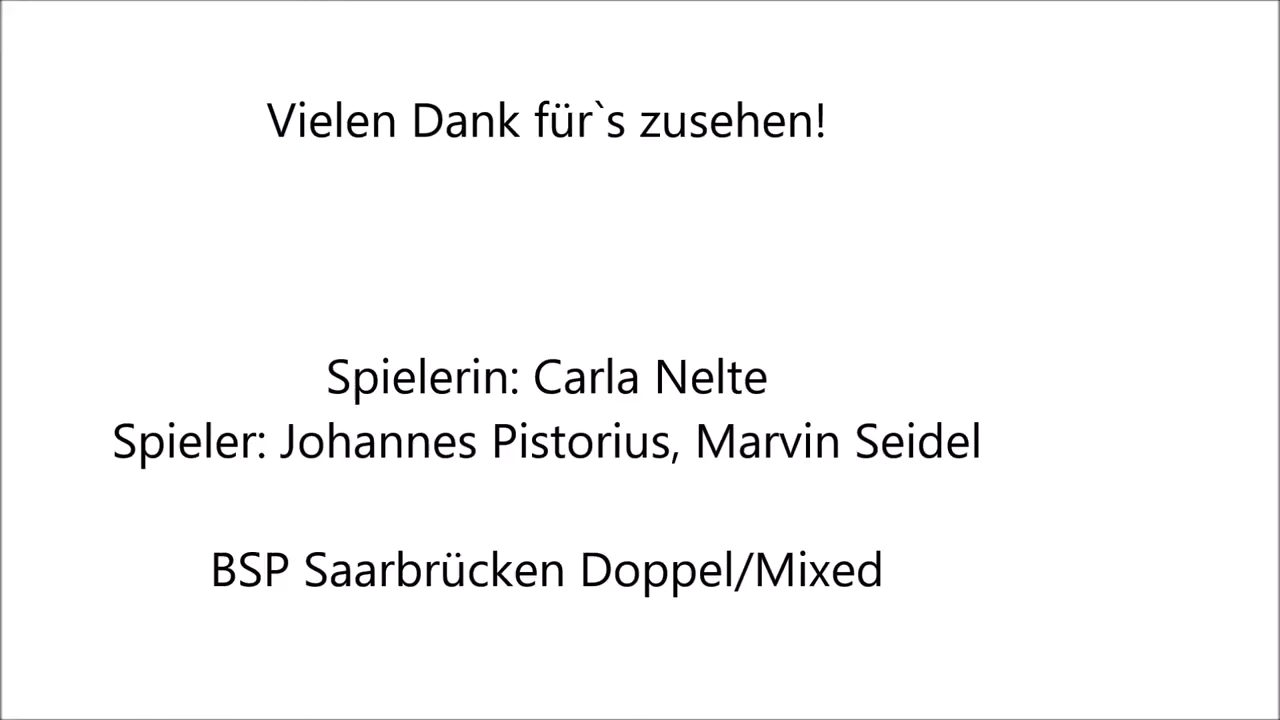 Vielen Dank für`s zusehen!
Spielerin: Carla Nelte
Spieler: Johannes Pistorius, Marvin Seidel
BSP Saarbrücken Doppel/Mixed